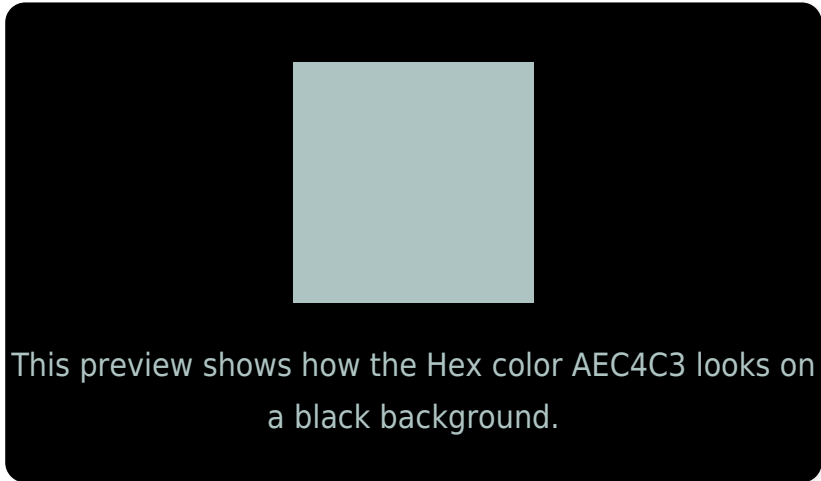 This preview shows how the Hex color AEC4C3 looks on
a black background.